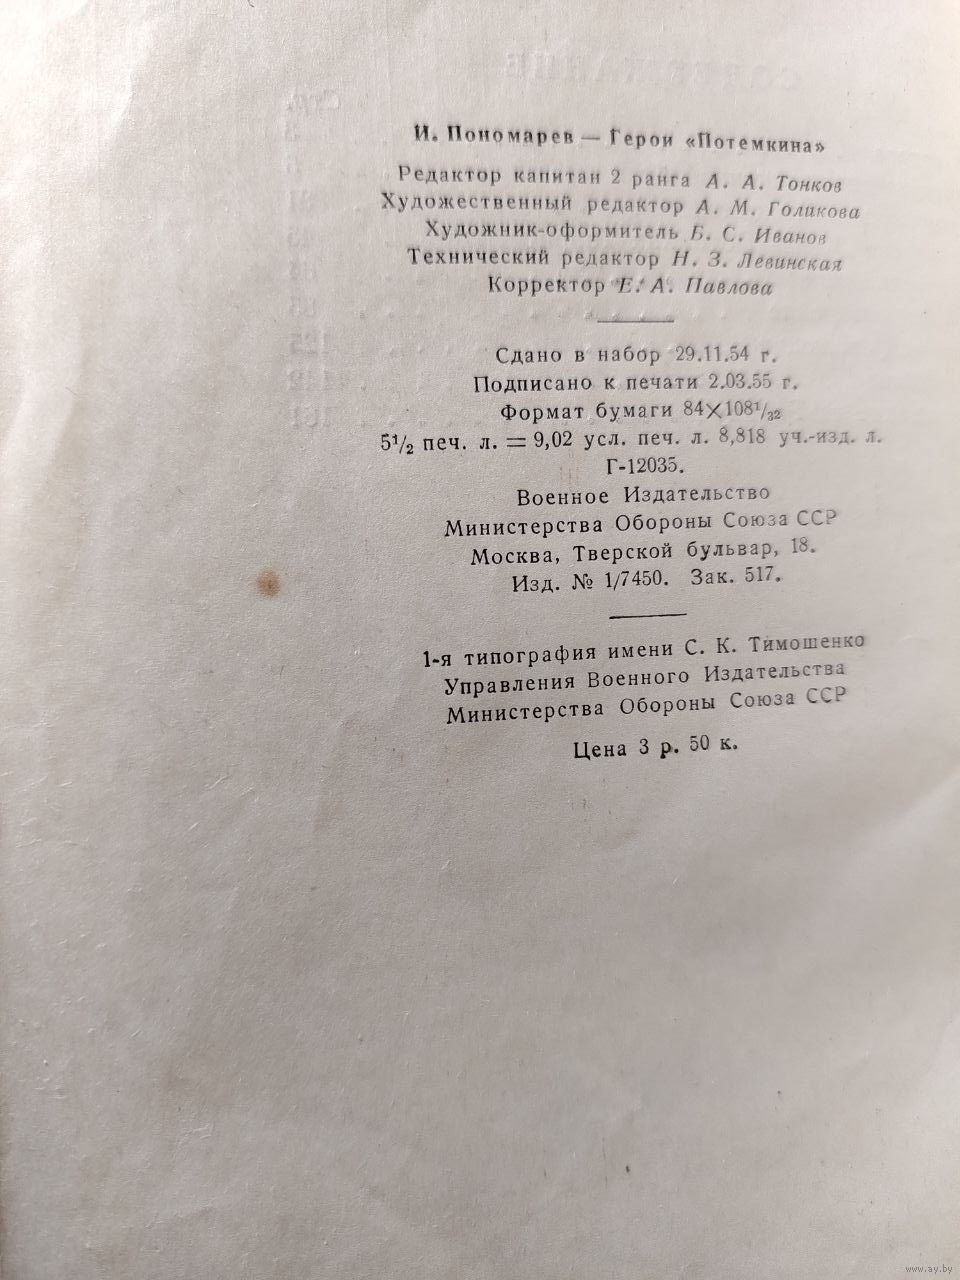 И. Пономарев — Герои «Потемкина»
Редактор капитан 2 ранга А. А. Тонков
Художественный редактор А. М. Голикова
Художник-оформитель Б. С. Иванов
Технический редактор Н. З. Левинская
Корректор Е. А. Павлова
Сдано в набор 29.11.54 г.
Подписано к печати 2.03.55 г.
Формат бумаги 84×108¹/₃₂
5¹/₂ печ. л. = 9,02 усл. печ. л. 8,818 уч.-изд. л.
Г-12035.
Военное Издательство
Министерства Обороны Союза ССР
Москва, Тверской бульвар, 18.
Изд. № 1/7450. Зак. 517.
1-я типография имени С. К. Тимошенко
Управления Военного Издательства
Министерства Обороны Союза ССР
Цена 3 р. 50 к.
www.ay.by